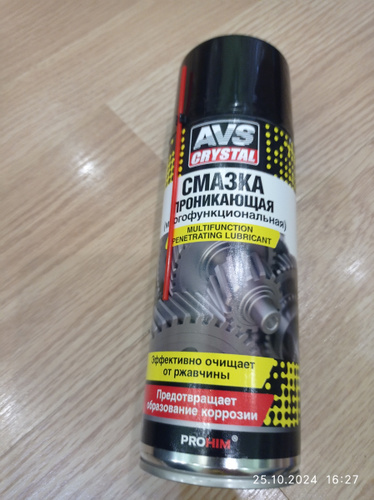 AVS
CRYSTAL
СМАЗКА
ПРОНИКАЮЩАЯ
(многофункциональная)
MULTIFUNCTION
PENETRATING LUBRICANT
Эффективно очищает
от ржавчины
Предотвращает
образование коррозии
PROHIM®
25.10.2024 16:27